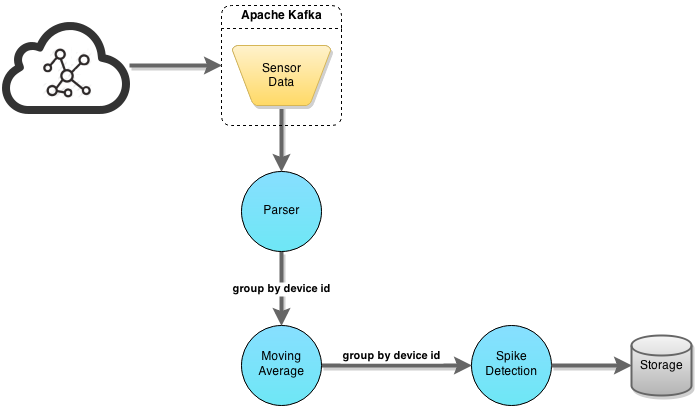 Apache Kafka
Sensor
Data
Parser
group by device id
Moving
Average
group by device id
Spike
Detection
Storage